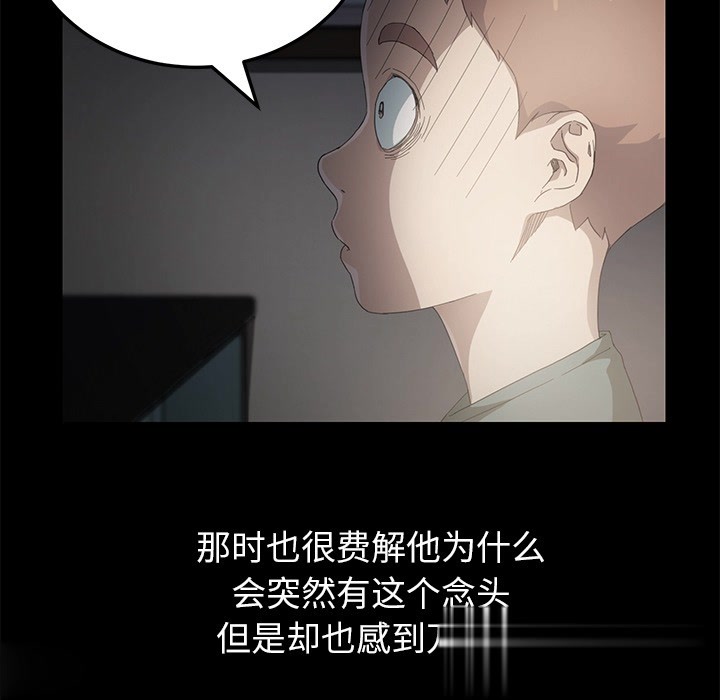 那时也很费解他为什么
会突然有这个念头
但是却也感到